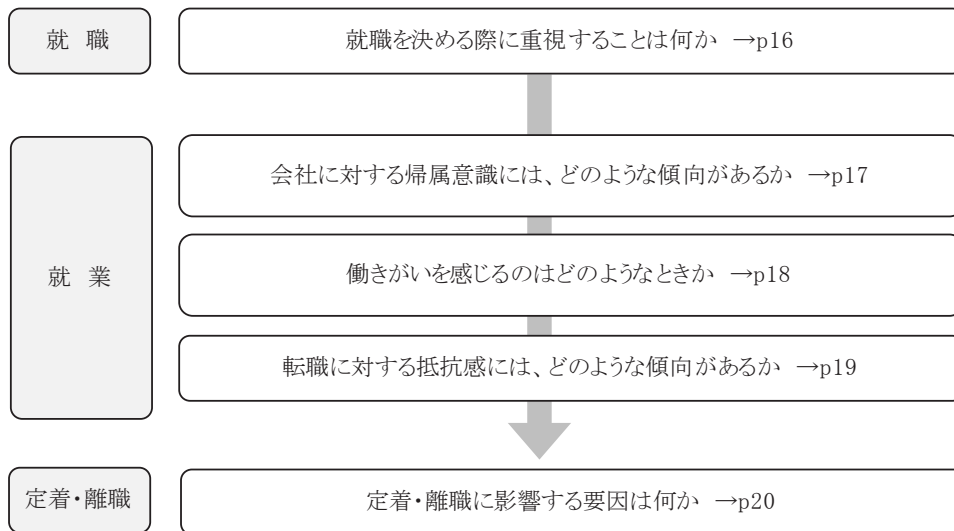 就 職
就職を決める際に重視することは何か →p16
会社に対する帰属意識には、どのような傾向があるか →p17
就 業
働きがいを感じるのはどのようなときか →p18
転職に対する抵抗感には、どのような傾向があるか →p19
定着・離職
定着・離職に影響する要因は何か →p20